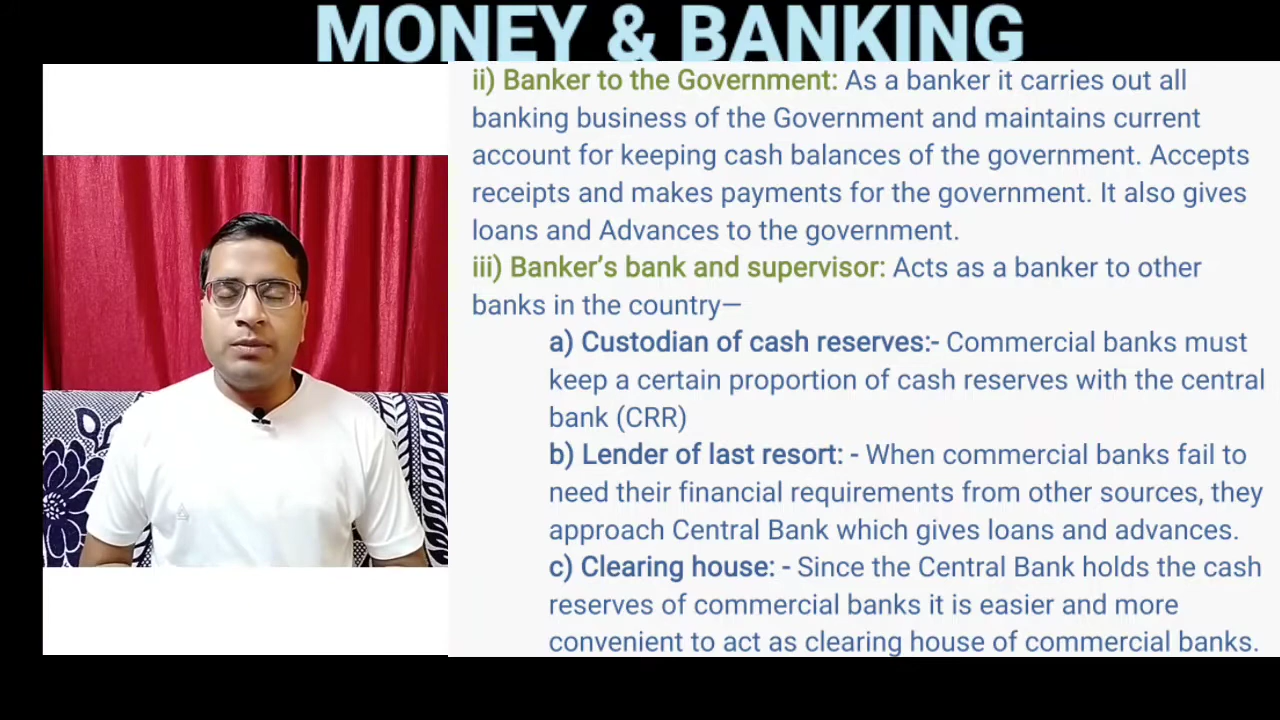 MONEY & BANKING
ii) Banker to the Government: As a banker it carries out all
banking business of the Government and maintains current
account for keeping cash balances of the government. Accepts
receipts and makes payments for the government. It also gives
loans and Advances to the government.
iii) Banker’s bank and supervisor: Acts as a banker to other
banks in the country—
a) Custodian of cash reserves:- Commercial banks must
keep a certain proportion of cash reserves with the central
bank (CRR)
b) Lender of last resort: - When commercial banks fail to
need their financial requirements from other sources, they
approach Central Bank which gives loans and advances.
c) Clearing house: - Since the Central Bank holds the cash
reserves of commercial banks it is easier and more
convenient to act as clearing house of commercial banks.